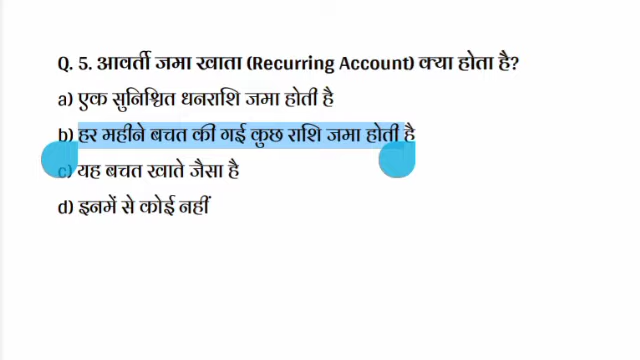 Q. 5. आवर्ती जमा खाता (Recurring Account) क्या होता है?
a) एक सुनिश्चित धनराशि जमा होती है
b) हर महीने बचत की गई कुछ राशि जमा होती है
c) यह बचत खाते जैसा है
d) इनमें से कोई नहीं